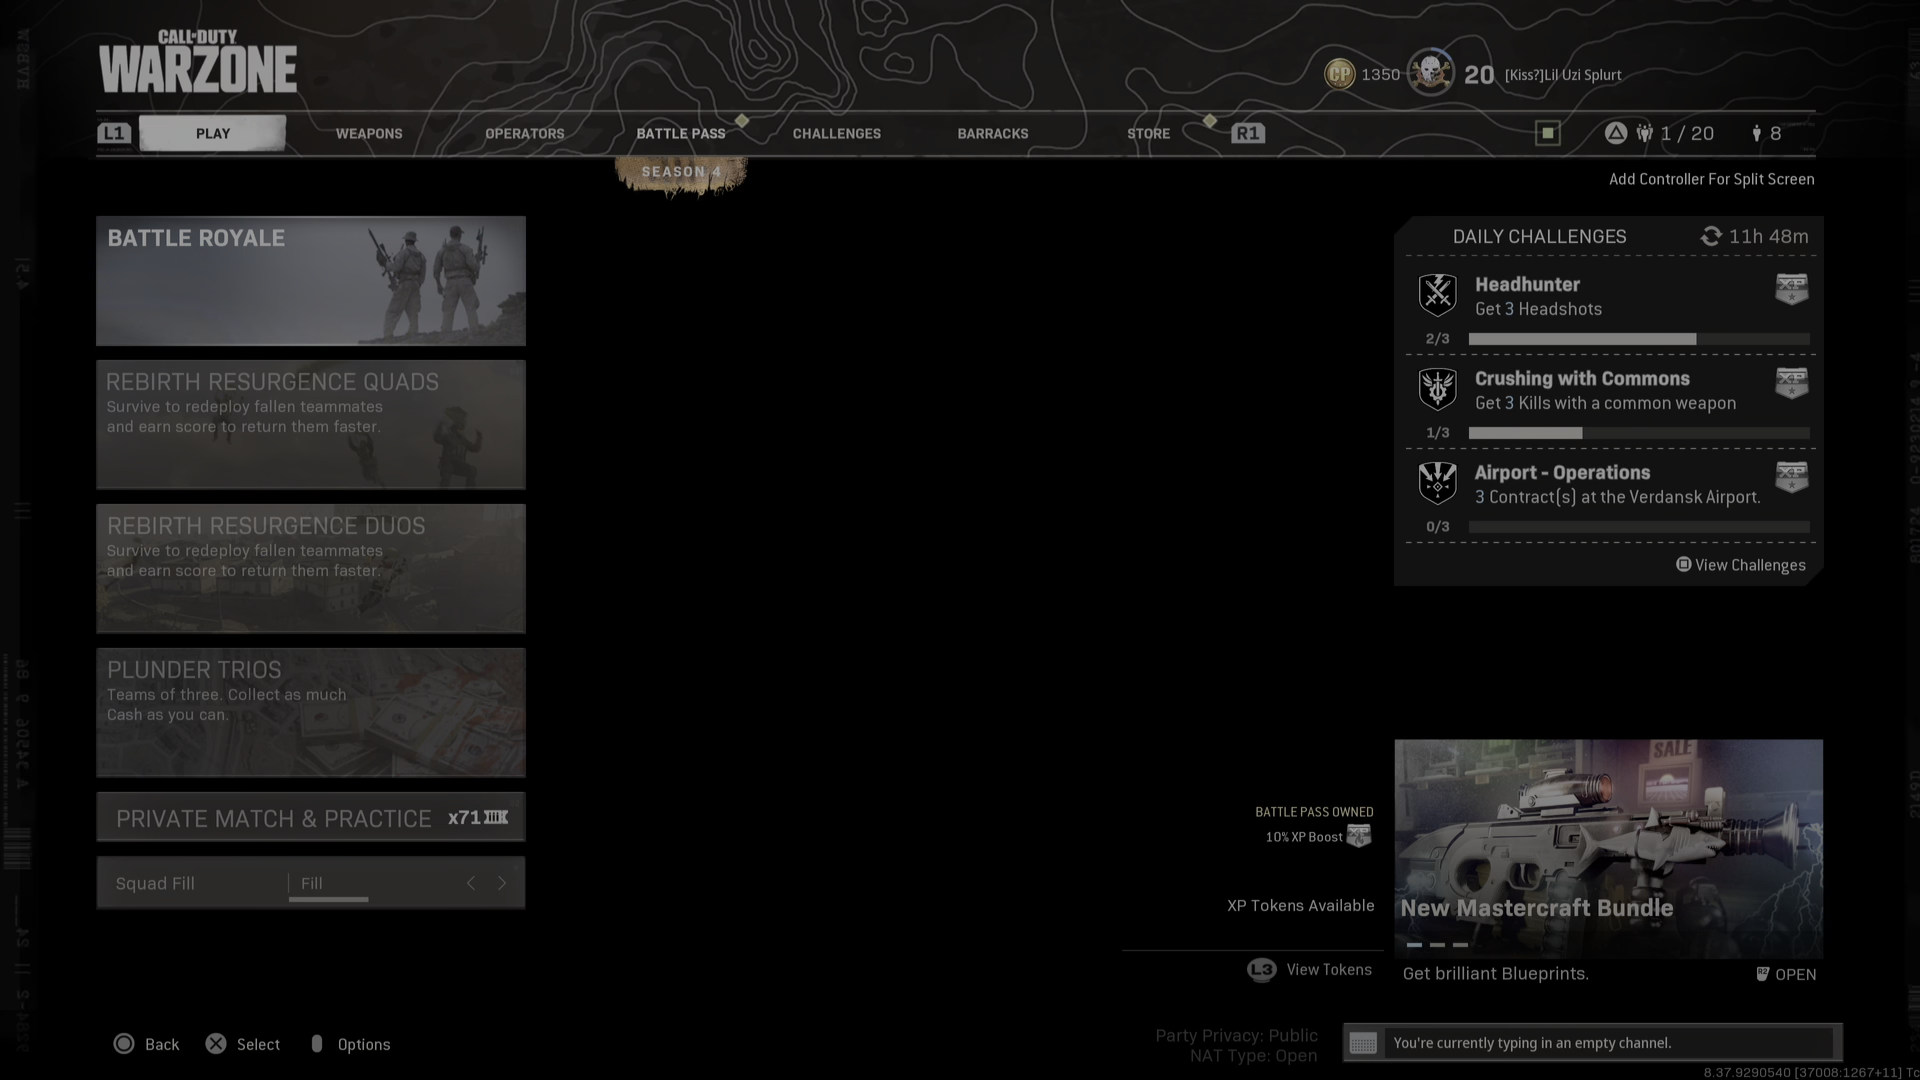 CALL OF DUTY
WARZONE
CP 1350
20 [Kiss?]Lil Uzi Splurt
L1 PLAY WEAPONS OPERATORS BATTLE PASS CHALLENGES BARRACKS STORE R1 1 / 20 8
SEASON 4
Add Controller For Split Screen
BATTLE ROYALE
REBIRTH RESURGENCE QUADS
Survive to redeploy fallen teammates
and earn score to return them faster.
REBIRTH RESURGENCE DUOS
Survive to redeploy fallen teammates
and earn score to return them faster.
PLUNDER TRIOS
Teams of three. Collect as much
Cash as you can.
PRIVATE MATCH & PRACTICE x71
Squad Fill Fill
DAILY CHALLENGES 11h 48m
Headhunter
Get 3 Headshots
2/3
Crushing with Commons
Get 3 Kills with a common weapon
1/3
Airport - Operations
3 Contract(s) at the Verdansk Airport.
0/3
View Challenges
BATTLE PASS OWNED
10% XP Boost
XP Tokens Available
L3 View Tokens
SALE
New Mastercraft Bundle
Get brilliant Blueprints.
R2 OPEN
Back Select Options
Party Privacy: Public
NAT Type: Open
You're currently typing in an empty channel.
8.37.9290540 [37008:1267+11] Tc